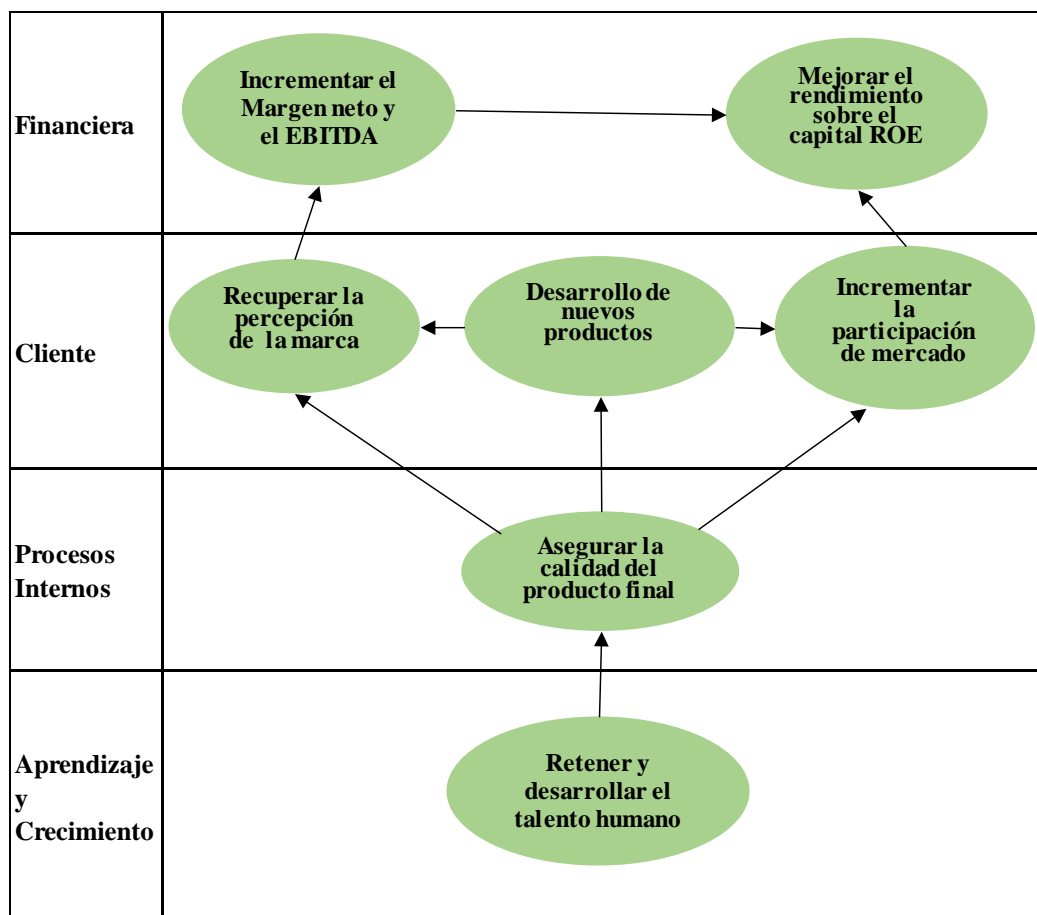 Financiera
Incrementar el
Margen neto y
el EBITDA
Mejorar el
rendimiento
sobre el
capital ROE
Cliente
Recuperar la
percepción
de la marca
Desarrollo de
nuevos
productos
Incrementar
la
participación
de mercado
Procesos
Internos
Asegurar la
calidad del
producto final
Aprendizaje
y
Crecimiento
Retener y
desarrollar el
talento humano